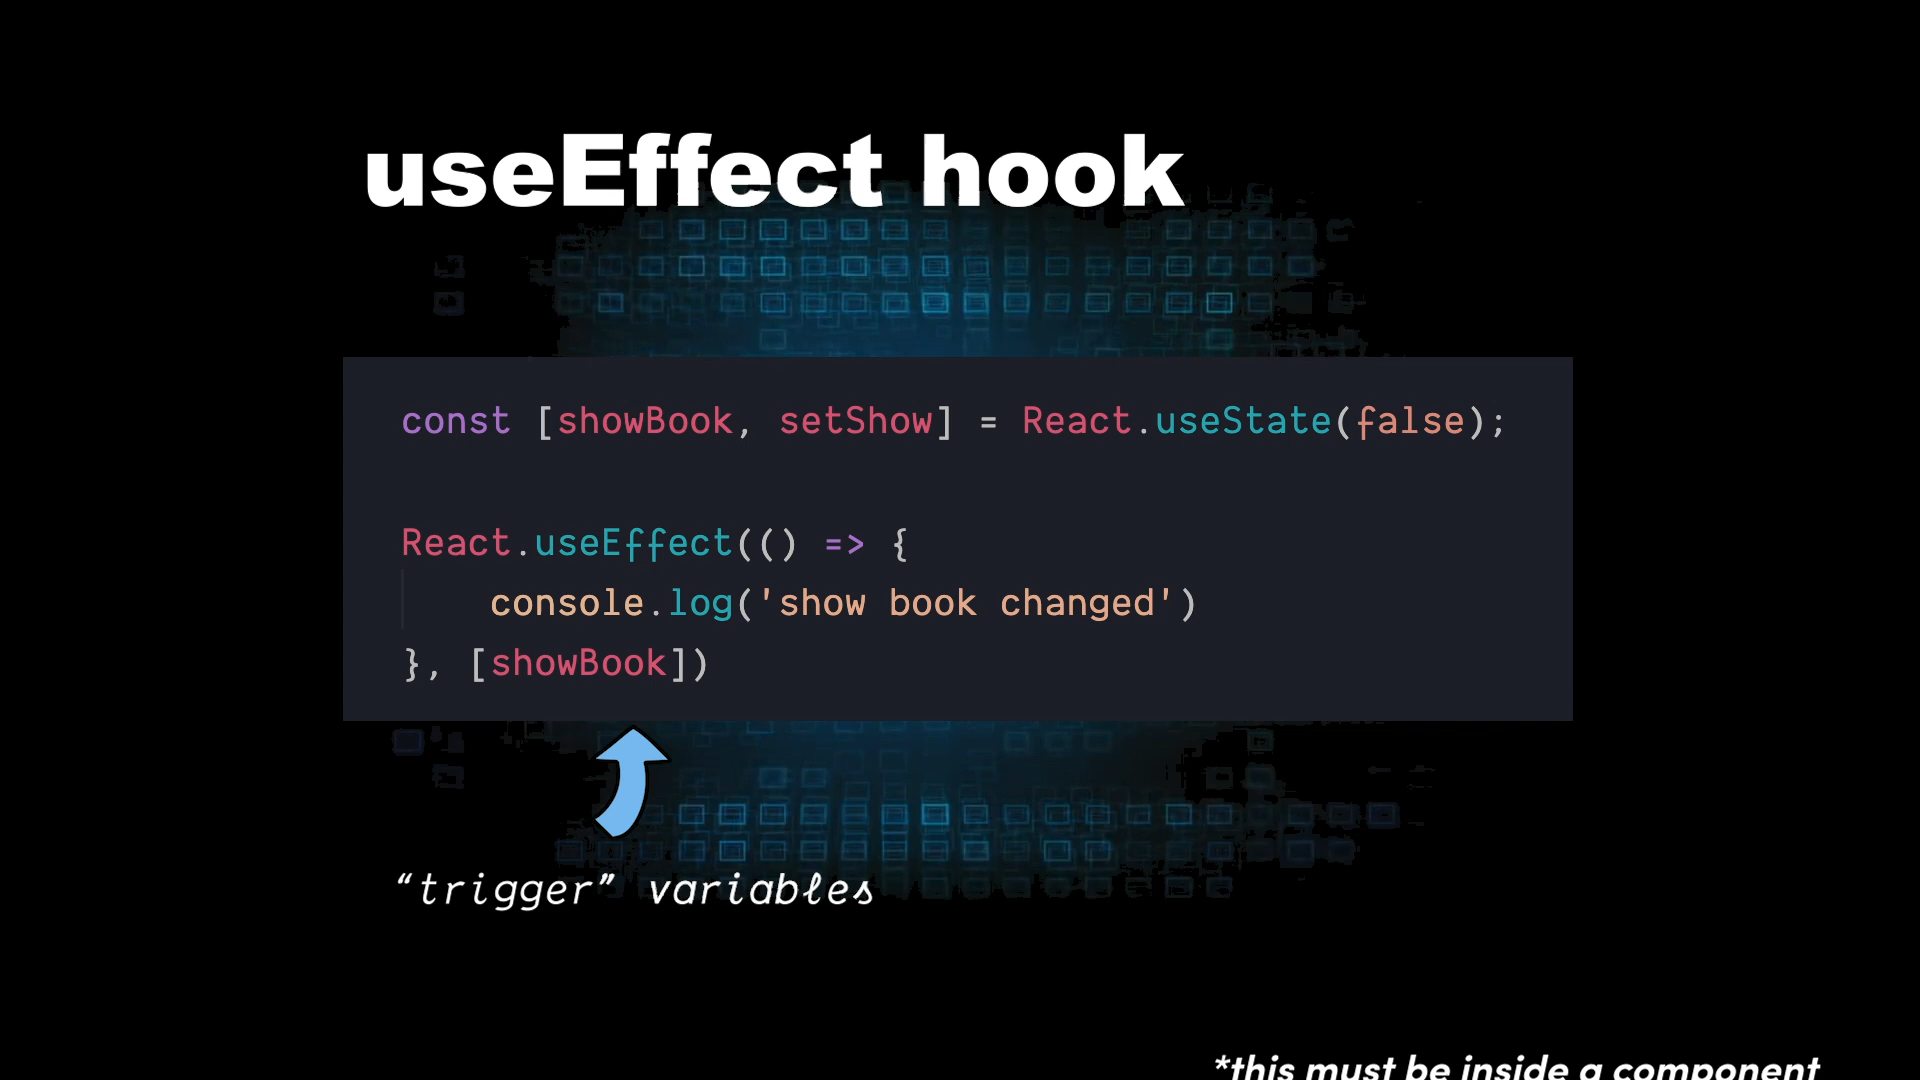 useEffect hook
const [showBook, setShow] = React.useState(false);
React.useEffect(() => {
console.log('show book changed')
}, [showBook])
“trigger” variables
*this must be inside a component